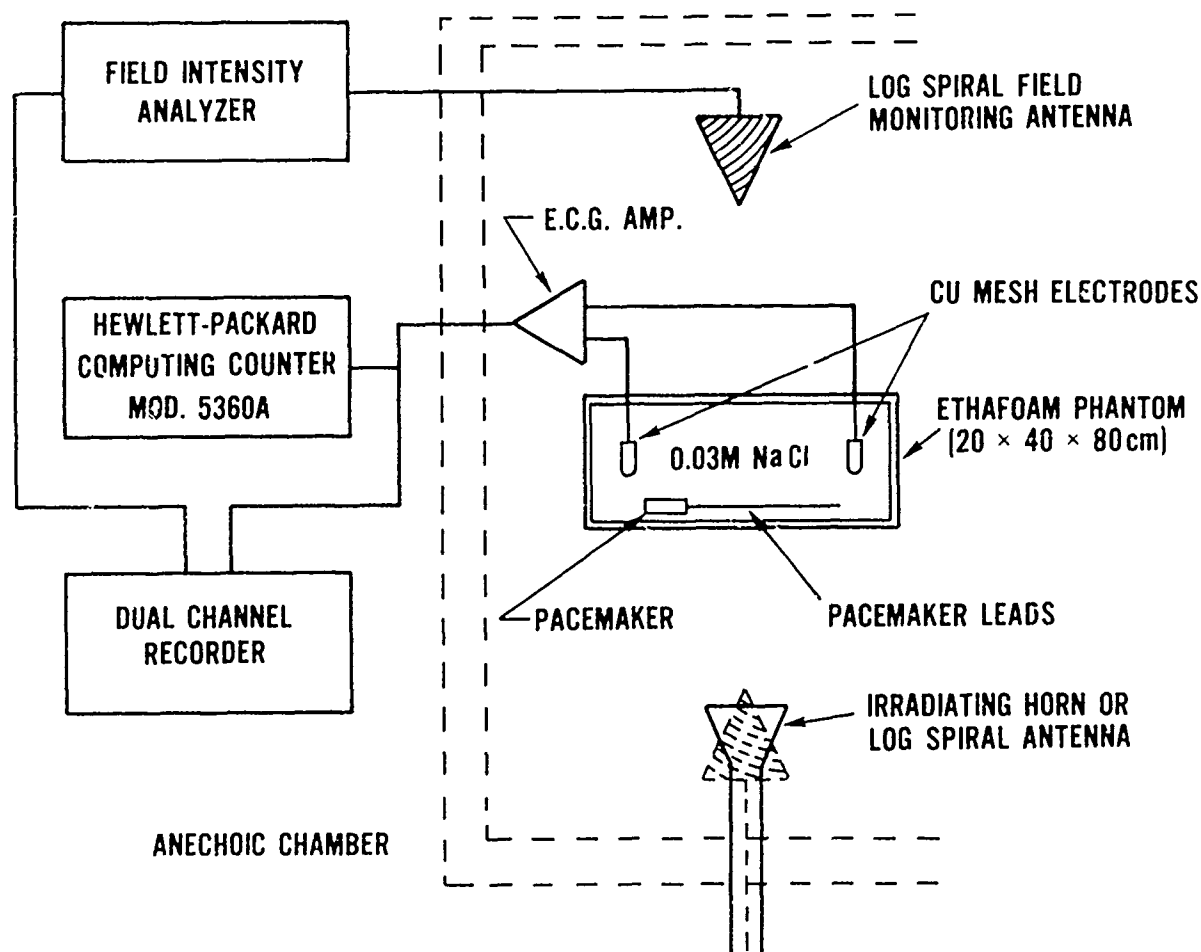 FIELD INTENSITY
ANALYZER
LOG SPIRAL FIELD
MONITORING ANTENNA
E.C.G. AMP.
CU MESH ELECTRODES
HEWLETT-PACKARD
COMPUTING COUNTER
MOD. 5360A
ETHAFOAM PHANTOM
(20 × 40 × 80cm)
0.03M NaCl
DUAL CHANNEL
RECORDER
PACEMAKER
PACEMAKER LEADS
IRRADIATING HORN OR
LOG SPIRAL ANTENNA
ANECHOIC CHAMBER